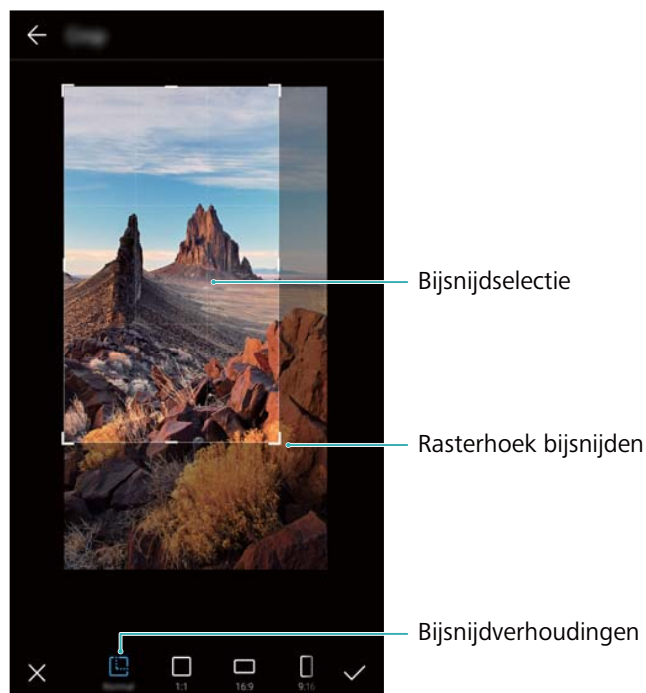 Bijsnijdselectie
Rasterhoek bijsnijden
Bijsnijdverhoudingen
1:1
16:9
9:16